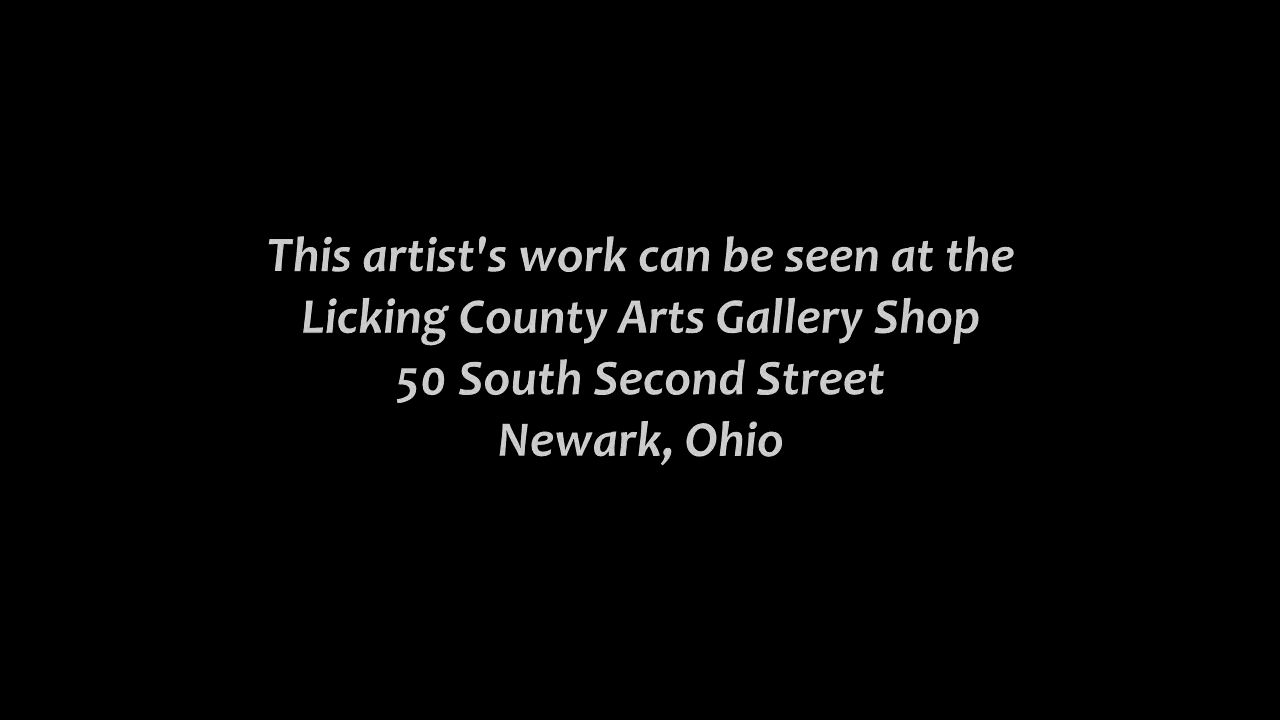 This artist's work can be seen at the
Licking County Arts Gallery Shop
50 South Second Street
Newark, Ohio